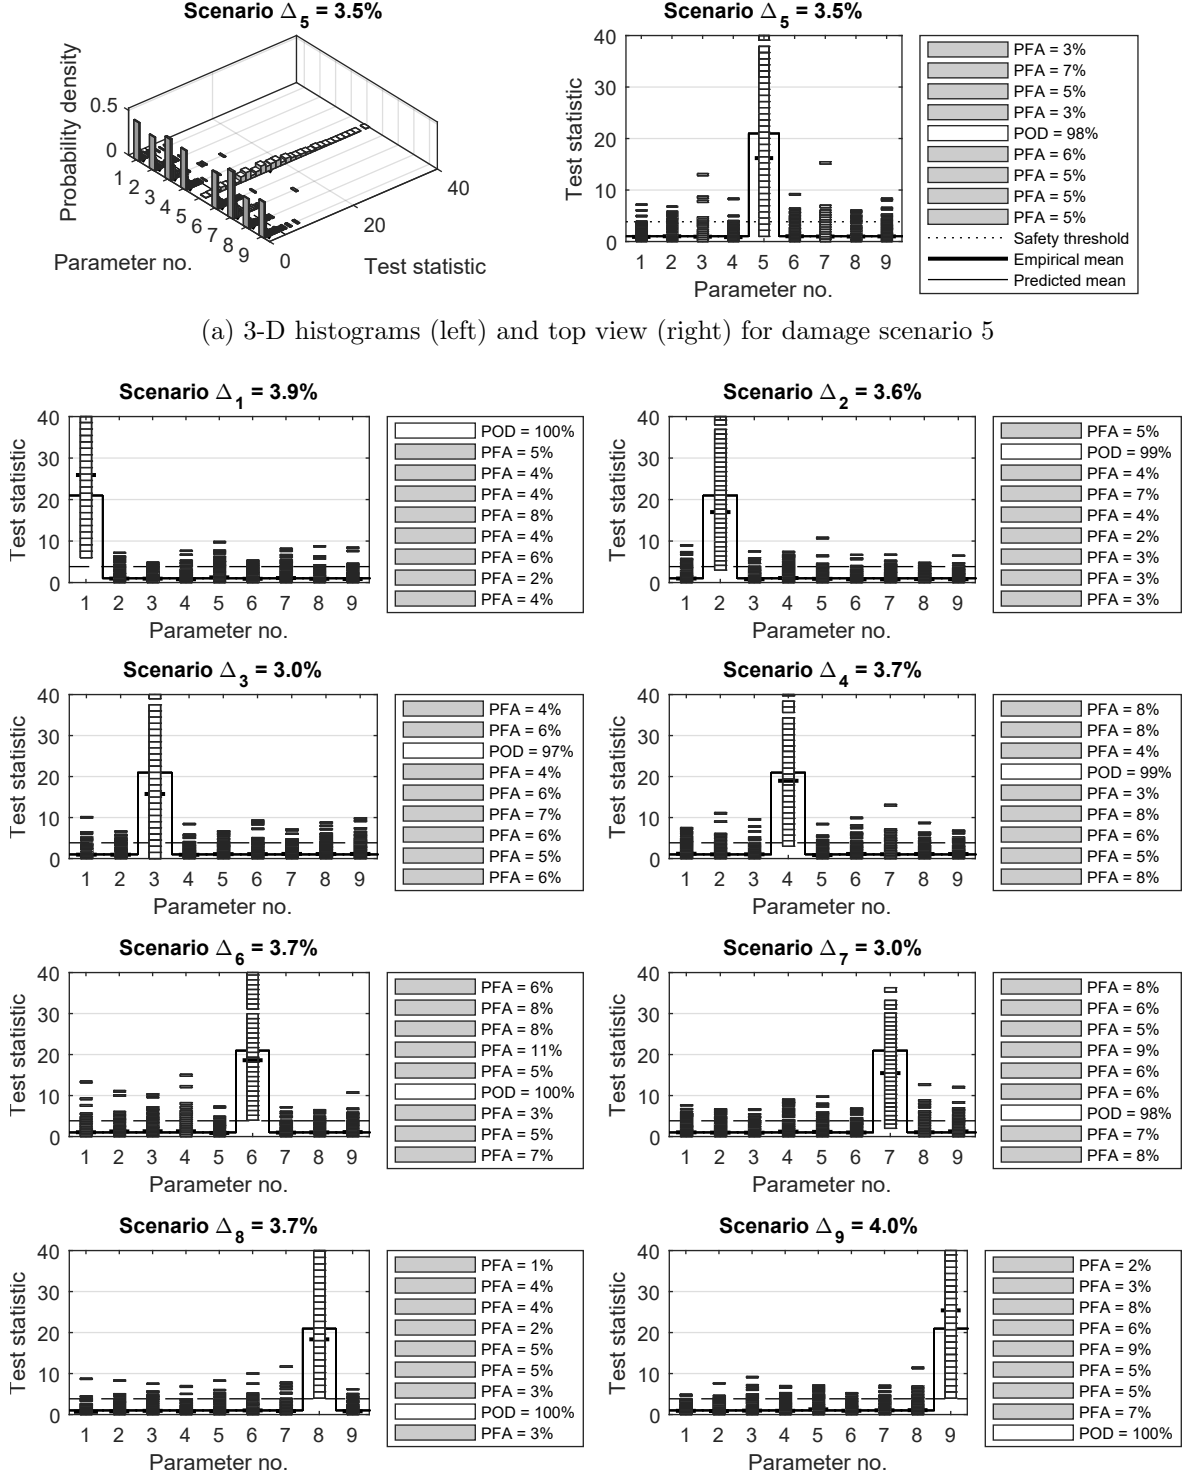 Scenario Δ5 = 3.5%
Probability density
0.5
0
1
2
3
4
5
6
7
8
9
0
20
40
Parameter no.
Test statistic
Scenario Δ5 = 3.5%
Test statistic
40
30
20
10
0
1 2 3 4 5 6 7 8 9
Parameter no.
PFA = 3%
PFA = 7%
PFA = 5%
PFA = 3%
POD = 98%
PFA = 6%
PFA = 5%
PFA = 5%
PFA = 5%
Safety threshold
Empirical mean
Predicted mean
(a) 3-D histograms (left) and top view (right) for damage scenario 5
Scenario Δ1 = 3.9%
Test statistic
40
30
20
10
0
1 2 3 4 5 6 7 8 9
Parameter no.
POD = 100%
PFA = 5%
PFA = 4%
PFA = 4%
PFA = 8%
PFA = 4%
PFA = 6%
PFA = 2%
PFA = 4%
Scenario Δ2 = 3.6%
Test statistic
40
30
20
10
0
1 2 3 4 5 6 7 8 9
Parameter no.
PFA = 5%
POD = 99%
PFA = 4%
PFA = 7%
PFA = 4%
PFA = 2%
PFA = 3%
PFA = 3%
PFA = 3%
Scenario Δ3 = 3.0%
Test statistic
40
30
20
10
0
1 2 3 4 5 6 7 8 9
Parameter no.
PFA = 4%
PFA = 6%
POD = 97%
PFA = 4%
PFA = 6%
PFA = 7%
PFA = 6%
PFA = 5%
PFA = 6%
Scenario Δ4 = 3.7%
Test statistic
40
30
20
10
0
1 2 3 4 5 6 7 8 9
Parameter no.
PFA = 8%
PFA = 8%
PFA = 4%
POD = 99%
PFA = 3%
PFA = 8%
PFA = 6%
PFA = 5%
PFA = 8%
Scenario Δ6 = 3.7%
Test statistic
40
30
20
10
0
1 2 3 4 5 6 7 8 9
Parameter no.
PFA = 6%
PFA = 8%
PFA = 8%
PFA = 11%
PFA = 5%
POD = 100%
PFA = 3%
PFA = 5%
PFA = 7%
Scenario Δ7 = 3.0%
Test statistic
40
30
20
10
0
1 2 3 4 5 6 7 8 9
Parameter no.
PFA = 8%
PFA = 6%
PFA = 5%
PFA = 9%
PFA = 6%
PFA = 6%
POD = 98%
PFA = 7%
PFA = 8%
Scenario Δ8 = 3.7%
Test statistic
40
30
20
10
0
1 2 3 4 5 6 7 8 9
Parameter no.
PFA = 1%
PFA = 4%
PFA = 4%
PFA = 2%
PFA = 5%
PFA = 5%
PFA = 3%
POD = 100%
PFA = 3%
Scenario Δ9 = 4.0%
Test statistic
40
30
20
10
0
1 2 3 4 5 6 7 8 9
Parameter no.
PFA = 2%
PFA = 3%
PFA = 8%
PFA = 6%
PFA = 9%
PFA = 5%
PFA = 5%
PFA = 7%
POD = 100%